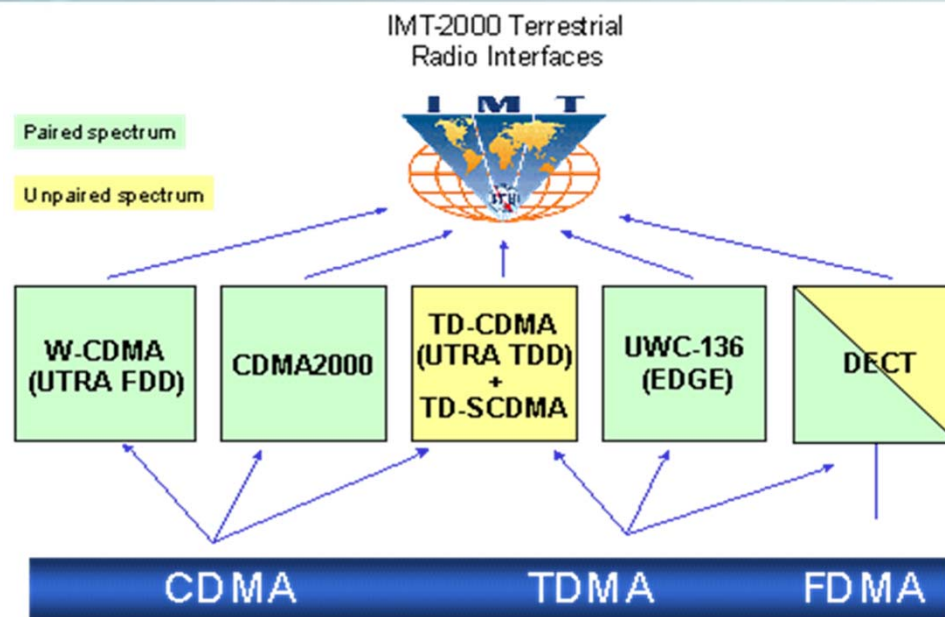 IMT-2000 Terrestrial
Radio Interfaces
I M T
Paired spectrum
Unpaired spectrum
W-CDMA
(UTRA FDD)
CDMA2000
TD-CDMA
(UTRA TDD)
+
TD-SCDMA
UWC-136
(EDGE)
DECT
CDMA
TDMA
FDMA